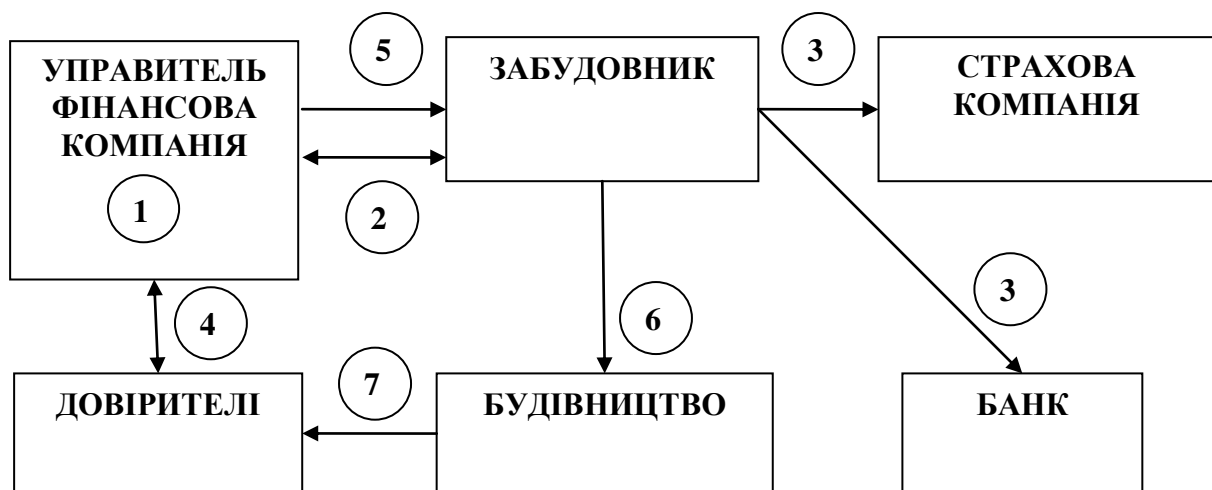 УПРАВИТЕЛЬ
ФІНАНСОВА
КОМПАНІЯ
1
5
2
ЗАБУДОВНИК
3
СТРАХОВА
КОМПАНІЯ
4
6
3
ДОВІРИТЕЛІ
7
БУДІВНИЦТВО
БАНК